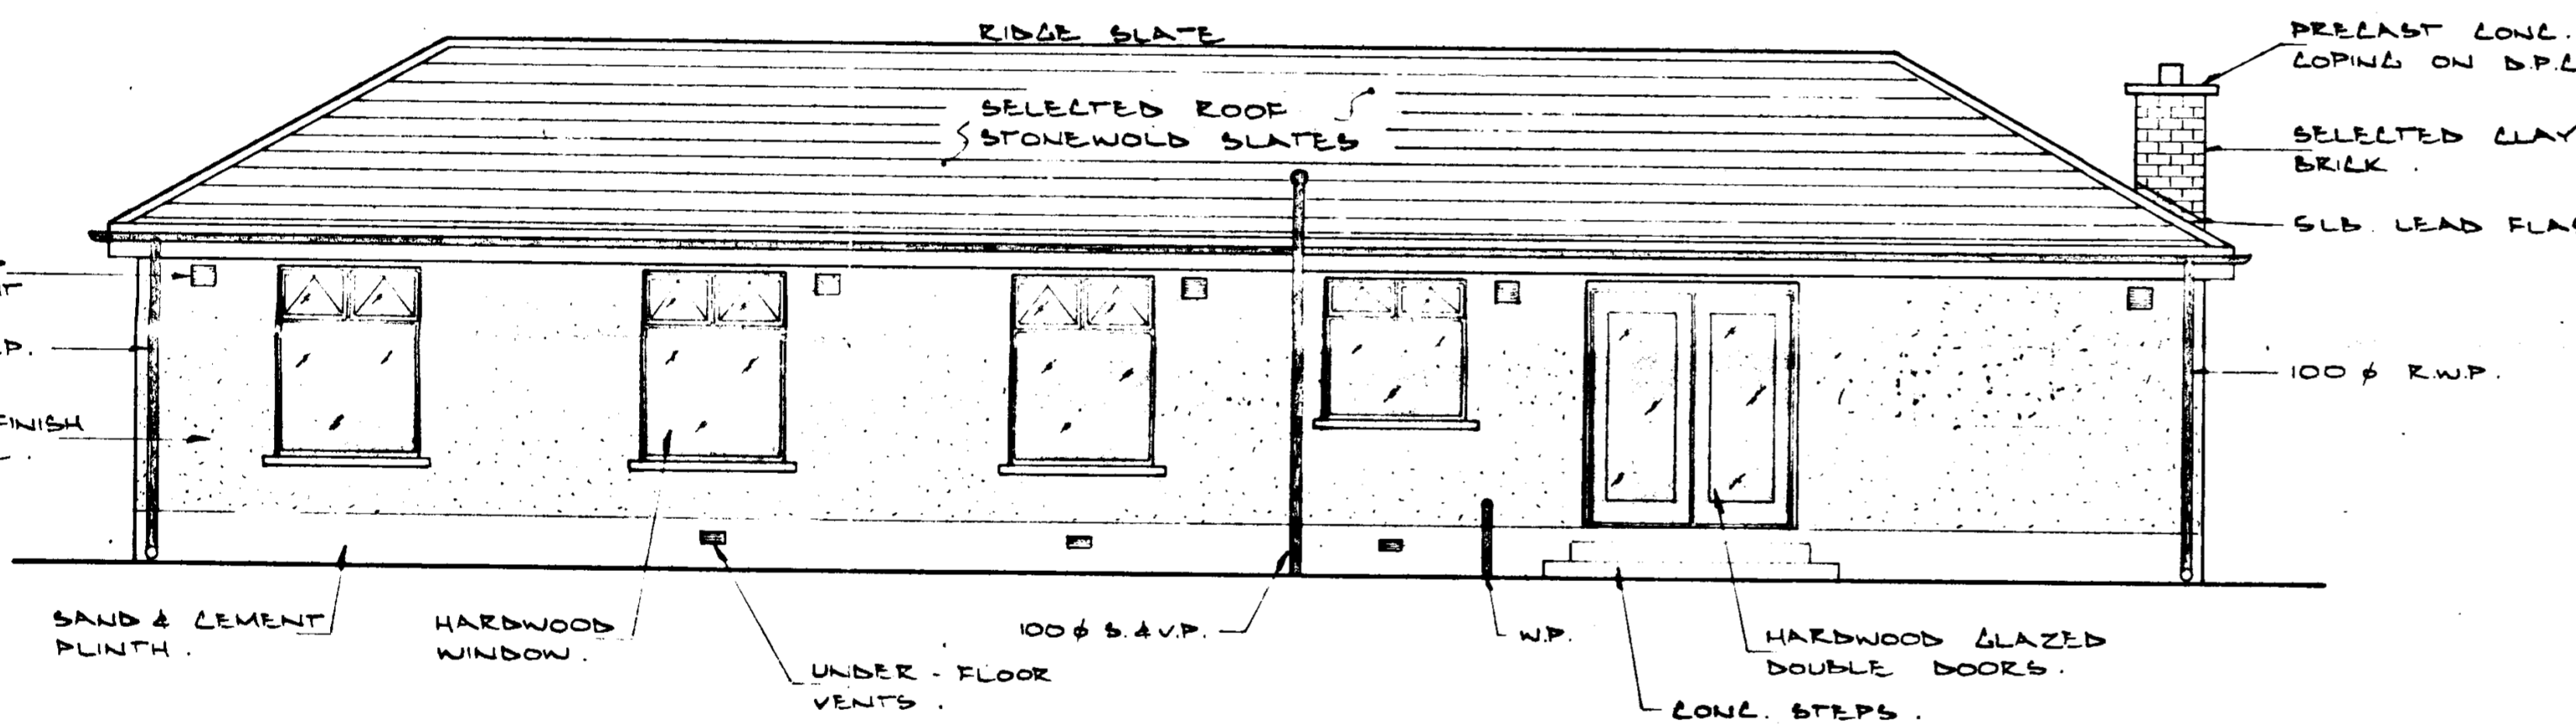 RIDGE SLATE
SELECTED ROOF
STONEWOLD SLATES
PRECAST CONC.
COPING ON D.P.C
SELECTED CLAY
BRICK .
5LB. LEAD FLAS
100 ϕ R.W.P.
P.
FINISH
SAND & CEMENT
PLINTH .
HARDWOOD
WINDOW .
UNDER - FLOOR
VENTS .
100 ϕ S. & V.P.
W.P.
HARDWOOD GLAZED
DOUBLE DOORS .
CONC. STEPS .